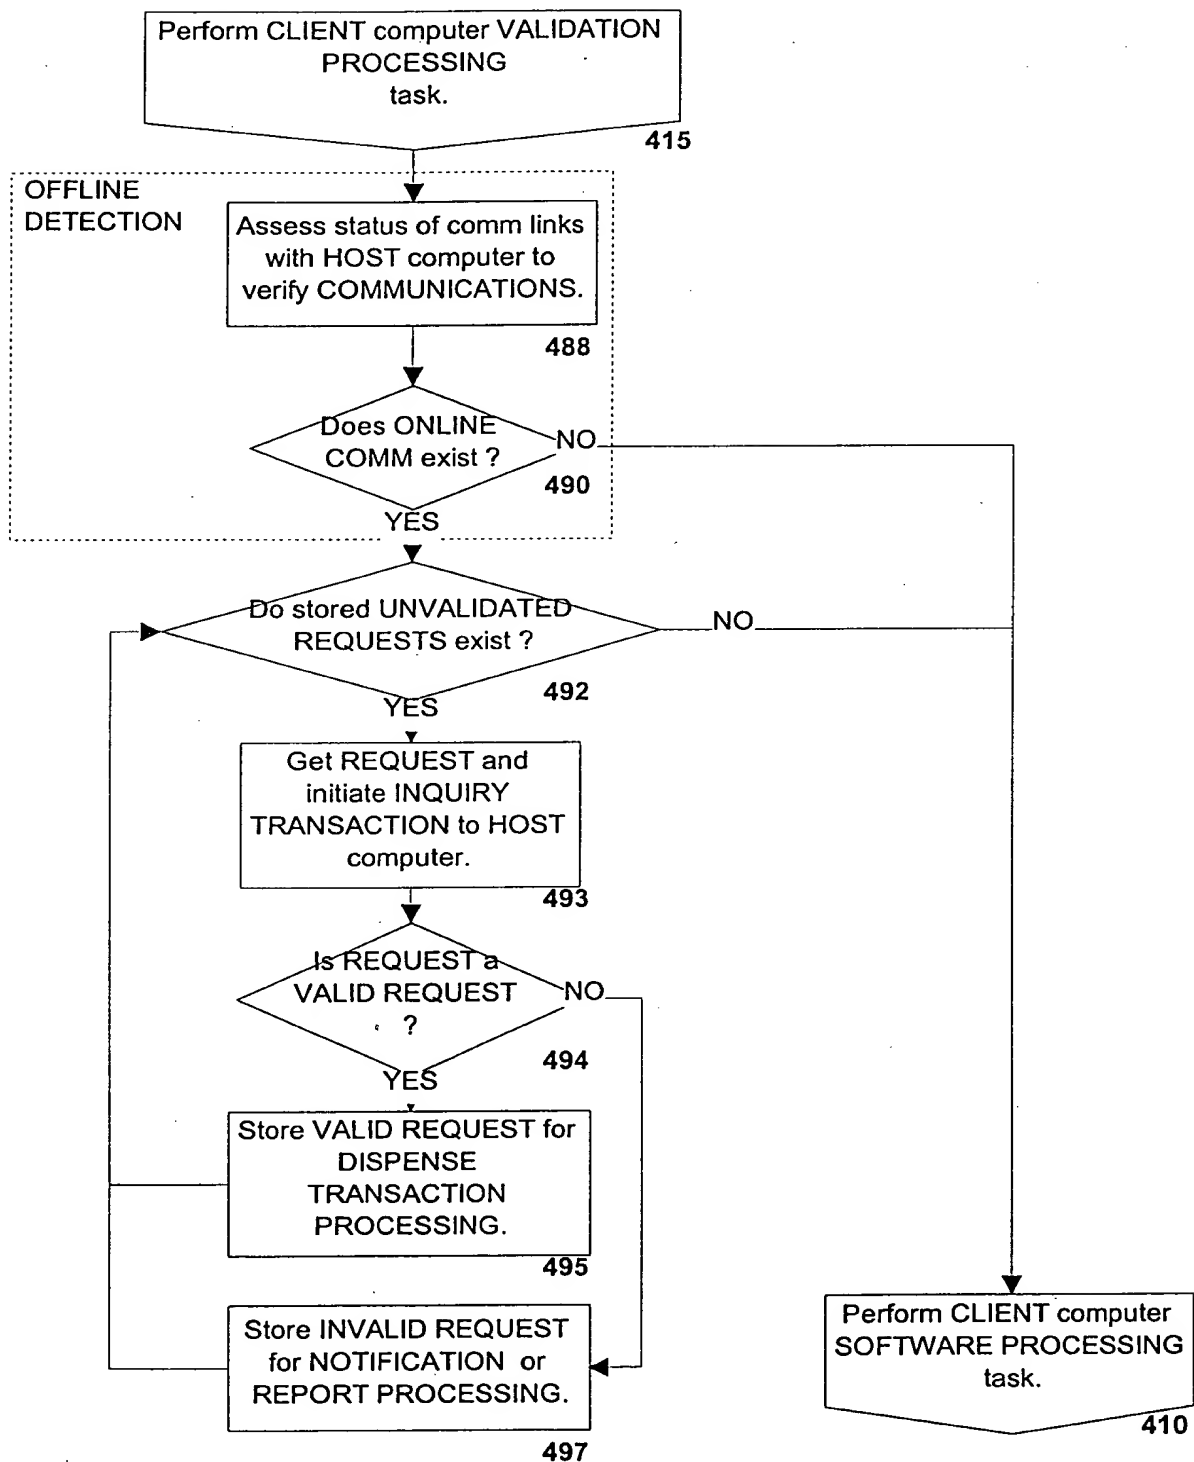 Perform CLIENT computer VALIDATION
PROCESSING
task.
415
OFFLINE
DETECTION
Assess status of comm links
with HOST computer to
verify COMMUNICATIONS.
488
Does ONLINE
COMM exist ?
NO
490
YES
Do stored UNVALIDATED
REQUESTS exist ?
NO
492
YES
Get REQUEST and
initiate INQUIRY
TRANSACTION to HOST
computer.
493
Is REQUEST a
VALID REQUEST
?
NO
494
YES
Store VALID REQUEST for
DISPENSE
TRANSACTION
PROCESSING.
495
Store INVALID REQUEST
for NOTIFICATION or
REPORT PROCESSING.
497
Perform CLIENT computer
SOFTWARE PROCESSING
task.
410